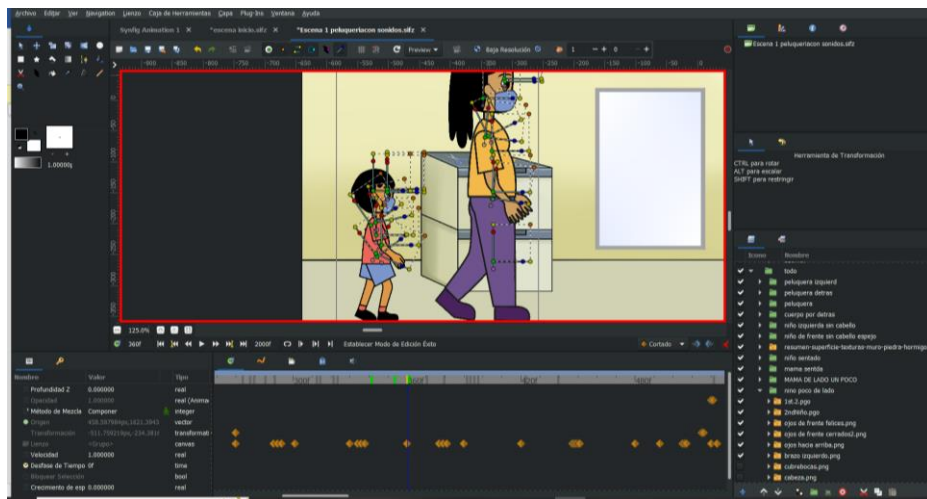 Archivo Editar Ver Navigation Lienzo Caja de Herramientas Capa Plug-Ins Ventana Ayuda
Synfig Animation 1 X *escena inicio.sifz X *Escena 1 peluqueriacon sonidos.sifz X
Preview Baja Resolución 1 0
Escena 1 peluqueriacon sonidos.sifz
1.00000
Herramienta de Transformación
CTRL para rotar
ALT para escalar
SHIFT para restringir
125.0%
360f 2000f Establecer Modo de Edición Éxito Cortado
Nombre Valor Tipo
Profundidad Z 0.000000 real
Opacidad 1.000000 real (Animac
Método de Mezcla Componer integer
Origen vector
Transformación transformati
Lienzo <Grupo> canvas
Velocidad 1.000000 real
Desfase de Tiempo 0f time
Bloquear Selección bool
Crecimiento de esp 0.000000 real
Icono Nombre
todo
peluquera izquierd
peluquera detras
peluquera
cuerpo por detras
niño izquierda sin cabello
niño de frente sin cabello espejo
resumen-superficie-texturas-muro-piedra-hormigo
niño sentado
mama sentda
MAMA DE LADO UN POCO
nino poco de lado
1st.2.pgo
2ndniño.pgo
ojos de frente felices.png
ojos de frente cerrados2.png
ojos hacie arriba.png
brazo izquierdo.png
cubrabocas.png
cabeza.png